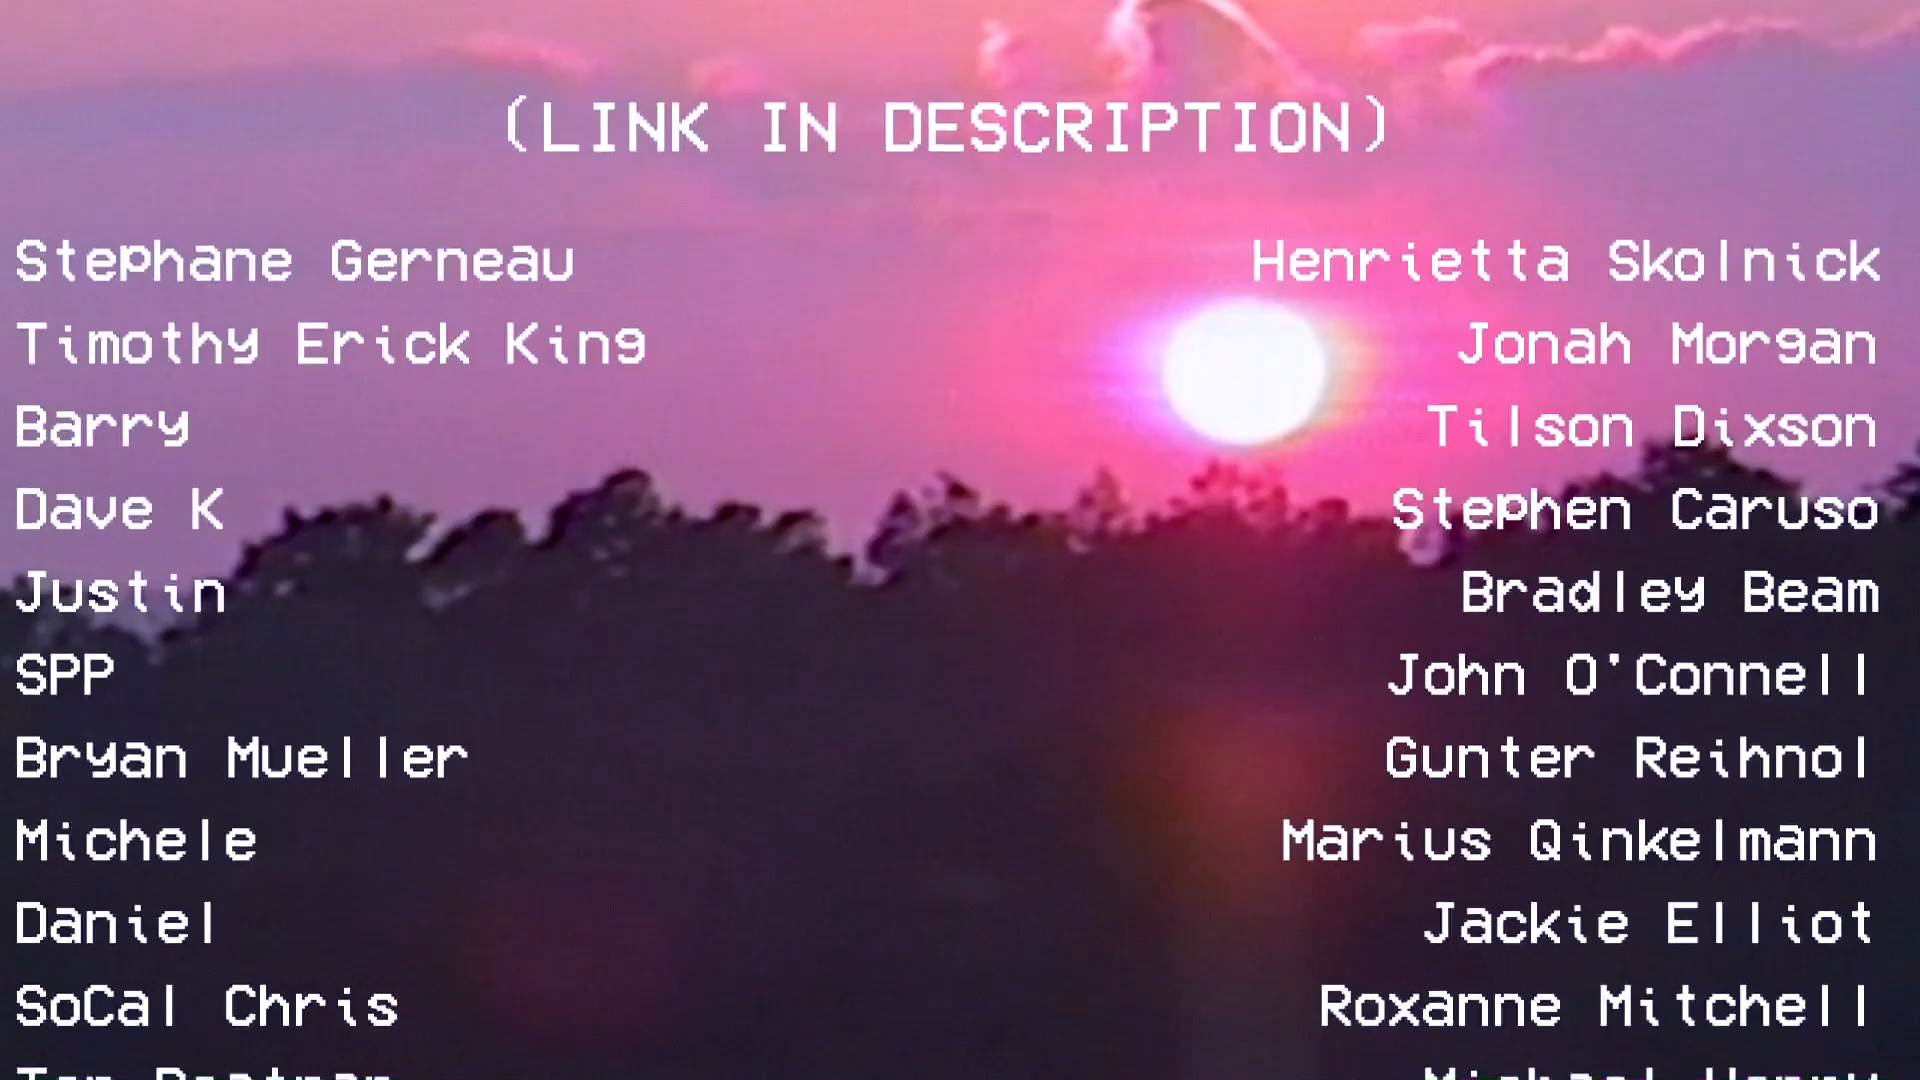 (LINK IN DESCRIPTION)
Stephane Gerneau
Henrietta Skolnick
Timothy Erick King
Jonah Morgan
Barry
Tilson Dixson
Dave K
Stephen Caruso
Justin
Bradley Beam
SPP
John O'Connell
Bryan Mueller
Gunter Reihnol
Michele
Marius Qinkelmann
Daniel
Jackie Elliot
SoCal Chris
Roxanne Mitchell